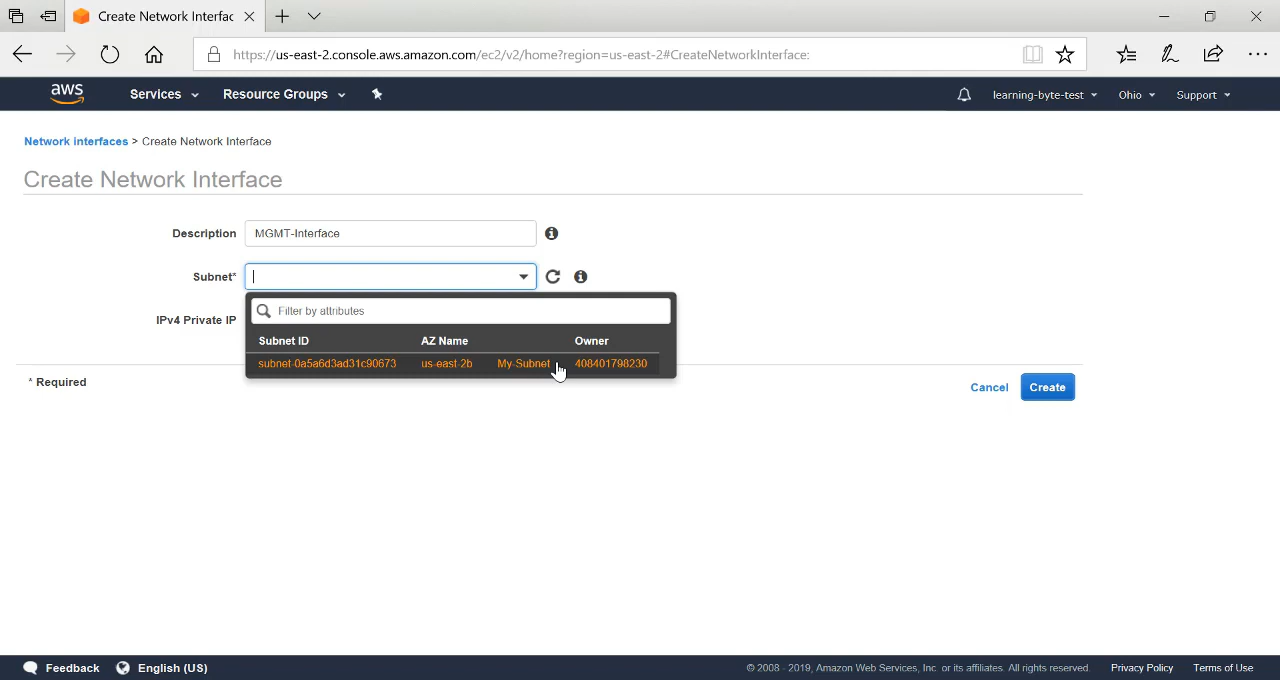 Create Network Interfac
https://us-east-2.console.aws.amazon.com/ec2/v2/home?region=us-east-2#CreateNetworkInterface:
aws Services Resource Groups learning-byte-test Ohio Support
Network interfaces > Create Network Interface
Create Network Interface
Description MGMT-Interface
Subnet*
IPv4 Private IP
Filter by attributes
Subnet ID AZ Name Owner
subnet-0a5a6d3ad31c90673 us-east-2b My-Subnet 408401798230
* Required
Cancel Create
Feedback English (US) © 2008 - 2019, Amazon Web Services, Inc. or its affiliates. All rights reserved. Privacy Policy Terms of Use